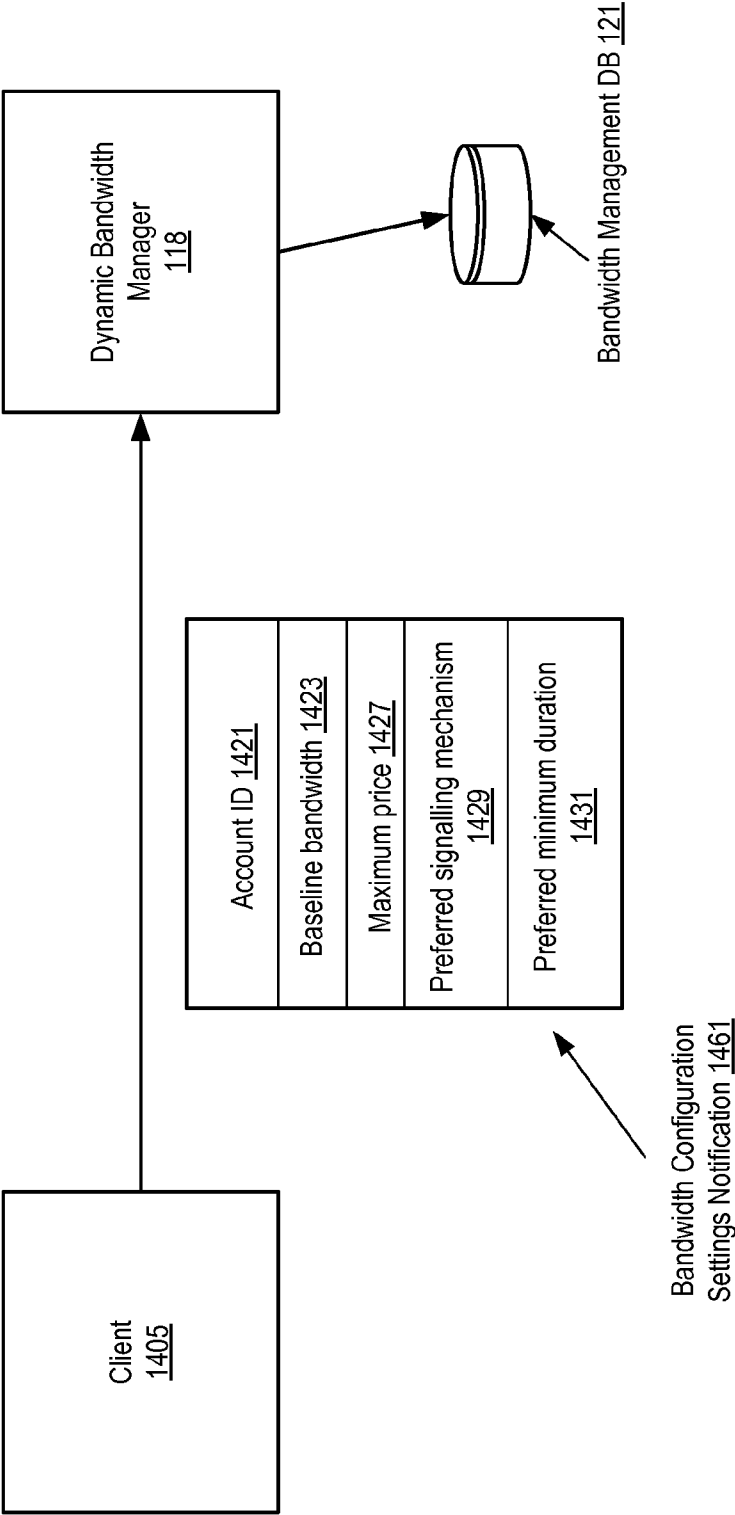 Client
1405
Dynamic Bandwidth
Manager
118
Account ID 1421
Baseline bandwidth 1423
Maximum price 1427
Preferred signalling mechanism
1429
Preferred minimum duration
1431
Bandwidth Configuration
Settings Notification 1461
Bandwidth Management DB 121